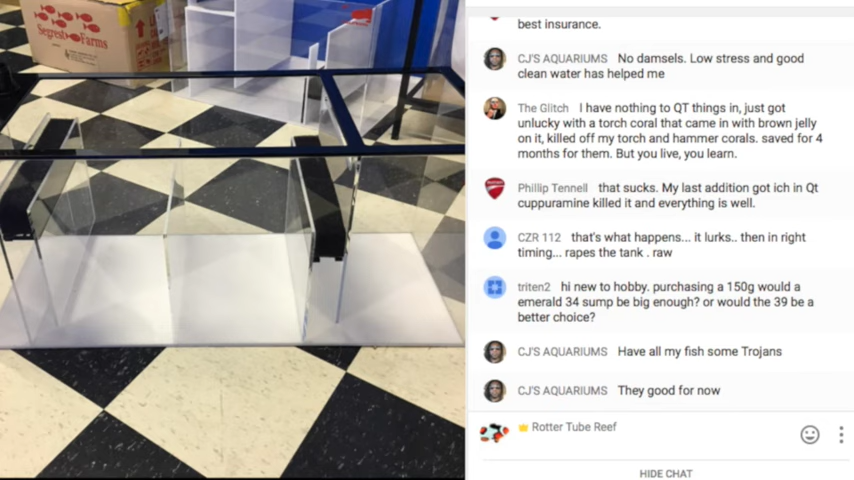 Segrest Farms
best insurance.
CJ'S AQUARIUMS No damsels. Low stress and good
clean water has helped me
The Glitch I have nothing to QT things in, just got
unlucky with a torch coral that came in with brown jelly
on it, killed off my torch and hammer corals. saved for 4
months for them. But you live, you learn.
Phillip Tennell that sucks. My last addition got ich in Qt
cuppuramine killed it and everything is well.
CZR 112 that's what happens... it lurks.. then in right
timing... rapes the tank . raw
triten2 hi new to hobby. purchasing a 150g would a
emerald 34 sump be big enough? or would the 39 be a
better choice?
CJ'S AQUARIUMS Have all my fish some Trojans
CJ'S AQUARIUMS They good for now
Rotter Tube Reef
HIDE CHAT